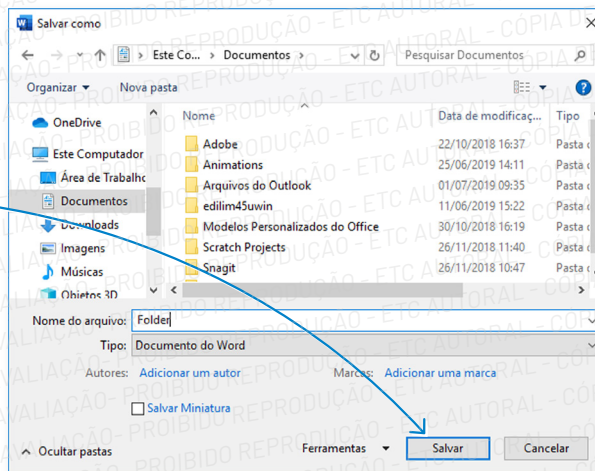 Salvar como
Este Co... > Documentos >
Pesquisar Documentos
Organizar
Nova pasta
Nome
Data de modificaç...
Tipo
OneDrive
Este Computador
Área de Trabalho
Documentos
Downloads
Imagens
Músicas
Objetos 3D
Adobe 22/10/2018 16:37 Pasta
Animations 25/06/2019 14:11 Pasta
Arquivos do Outlook 01/07/2019 09:35 Pasta
edilim45uwin 11/06/2019 15:22 Pasta
Modelos Personalizados do Office 30/10/2018 16:19 Pasta
Scratch Projects 26/11/2018 11:40 Pasta
Snagit 26/11/2018 10:47 Pasta
Nome do arquivo: Folder
Tipo: Documento do Word
Autores: Adicionar um autor
Marcas: Adicionar uma marca
Salvar Miniatura
Ocultar pastas
Ferramentas
Salvar
Cancelar